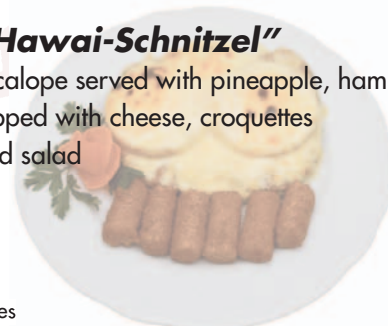 Hawai-Schnitzel”
calope served with pineapple, ham
pped with cheese, croquettes
d salad
es